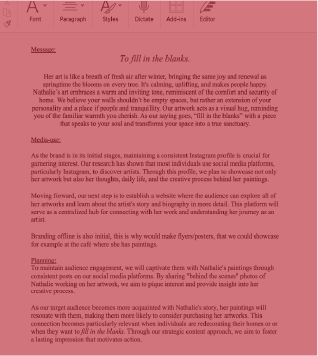 Font Paragraph Styles Dictate Add-ins Editor
Message:
To fill in the blanks.
Her art is like a breath of fresh air after winter, bringing the same joy and renewal as
springtime the blooms on every tree. It's calming, uplifting, and makes people happy.
Nathalie's art embraces a warm and inviting tone, reminiscent of the comfort and security of
home. We believe your walls shouldn't be empty spaces, but rather an extension of your
personality and a place if people and tranquility. Our artwork acts as a visual hug, reminding
you of the familiar warmth you cherish. As our saying goes, "fill in the blanks" with a piece
that speaks to your soul and transforms your space into a true sanctuary.
Media-use:
As the brand is in its initial stages, maintaining a consistent Instagram profile is crucial for
garnering interest. Our research has shown that most individuals use social media platforms,
particularly Instagram, to discover artists. Through this profile, we plan to showcase not only
her artwork but also her thoughts, daily life, and the creative process behind her paintings.
Moving forward, our next step is to establish a website where the audience can explore all of
her artworks and learn about the artist's story and biography in more detail. This platform will
serve as a centralized hub for connecting with her work and understanding her journey as an
artist.
Branding offline is also initial, this is why would make flyers/posters, that we could showcase
for example at the café where she has paintings.
Planning:
To maintain audience engagement, we will captivate them with Nathalie's paintings through
consistent posts on our social media platforms. By sharing "behind the scenes" photos of
Nathalie working on her artwork, we aim to pique interest and provide insight into her
creative process.
As our target audience becomes more acquainted with Nathalie's story, her paintings will
resonate with them, making them more likely to consider purchasing her artworks. This
connection becomes particularly relevant when individuals are redecorating their homes or
when they want to fill in the blanks. Through our strategic approach, we aim to foster
a lasting impression that motivates action.